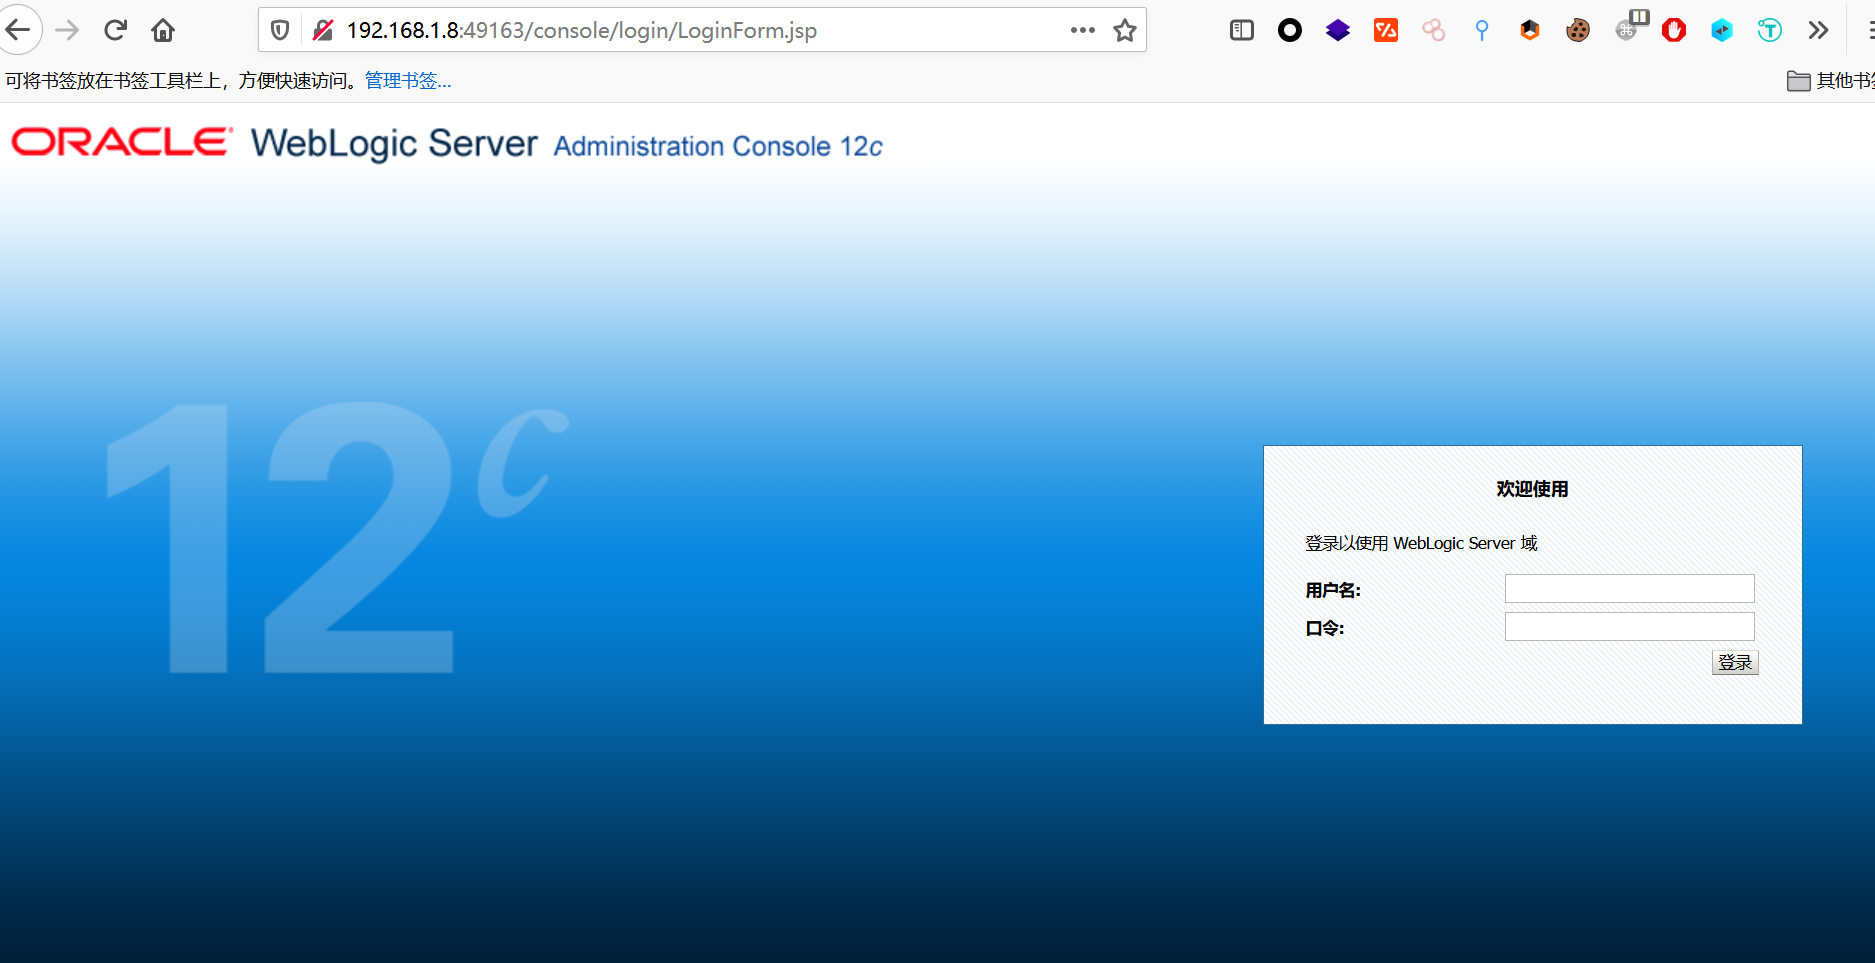 192.168.1.8:49163/console/login/LoginForm.jsp
可将书签放在书签工具栏上，方便快速访问。管理书签...
其他书签
ORACLE WebLogic Server Administration Console 12c
12c
欢迎使用
登录以使用 WebLogic Server 域
用户名:
口令:
登录